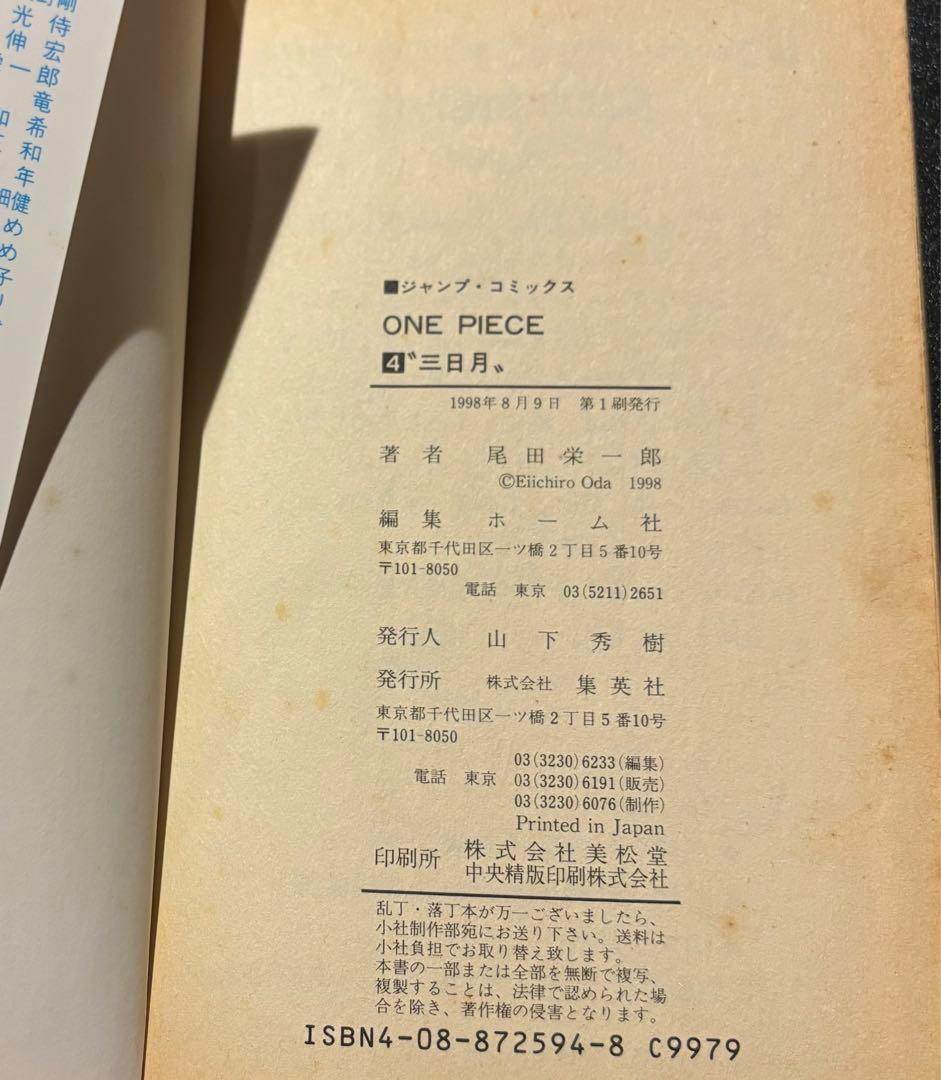 ■ジャンプ・コミックス
ONE PIECE
4〝三日月〟
1998年8月9日 第1刷発行
著者 尾田栄一郎
©Eiichiro Oda 1998
編集 ホーム社
東京都千代田区一ツ橋2丁目5番10号
〒101-8050
電話 東京 03(5211)2651
発行人 山下秀樹
発行所 株式会社 集英社
東京都千代田区一ツ橋2丁目5番10号
〒101-8050
03(3230)6233(編集)
電話 東京 03(3230)6191(販売)
03(3230)6076(制作)
Printed in Japan
印刷所 株式会社美松堂
中央精版印刷株式会社
乱丁・落丁本が万一ございましたら、
小社制作部宛にお送り下さい。送料は
小社負担でお取り替え致します。
本書の一部または全部を無断で複写、
複製することは、法律で認められた場
合を除き、著作権の侵害となります。
ISBN4-08-872594-8 C9979